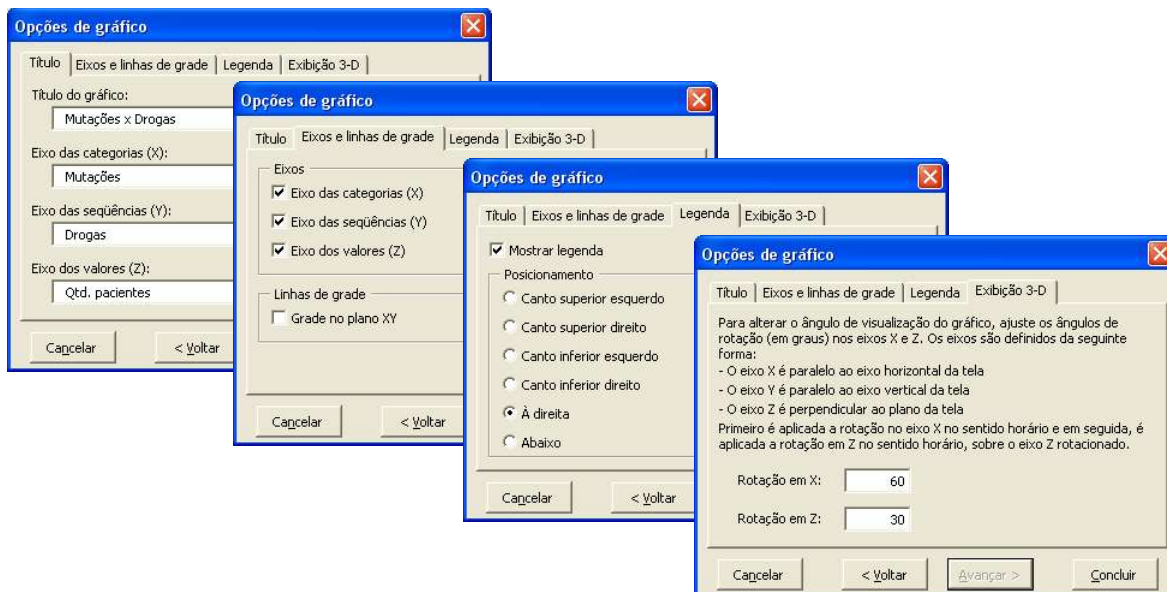 Opções de gráfico
Título Eixos e linhas de grade Legenda Exibição 3-D
Título do gráfico:
Mutações x Drogas
Eixo das categorias (X):
Mutações
Eixo das seqüências (Y):
Drogas
Eixo dos valores (Z):
Qtd. pacientes
Cancelar < Voltar
Opções de gráfico
Título Eixos e linhas de grade Legenda Exibição 3-D
Eixos
Eixo das categorias (X)
Eixo das seqüências (Y)
Eixo dos valores (Z)
Linhas de grade
Grade no plano XY
Cancelar < Voltar
Opções de gráfico
Título Eixos e linhas de grade Legenda Exibição 3-D
Mostrar legenda
Posicionamento
Canto superior esquerdo
Canto superior direito
Canto inferior esquerdo
Canto inferior direito
À direita
Abaixo
Cancelar < Voltar
Opções de gráfico
Título Eixos e linhas de grade Legenda Exibição 3-D
Para alterar o ângulo de visualização do gráfico, ajuste os ângulos de
rotação (em graus) nos eixos X e Z. Os eixos são definidos da seguinte
forma:
- O eixo X é paralelo ao eixo horizontal da tela
- O eixo Y é paralelo ao eixo vertical da tela
- O eixo Z é perpendicular ao plano da tela
Primeiro é aplicada a rotação no eixo X no sentido horário e em seguida, é
aplicada a rotação em Z no sentido horário, sobre o eixo Z rotacionado.
Rotação em X: 60
Rotação em Z: 30
Cancelar < Voltar Avançar > Concluir